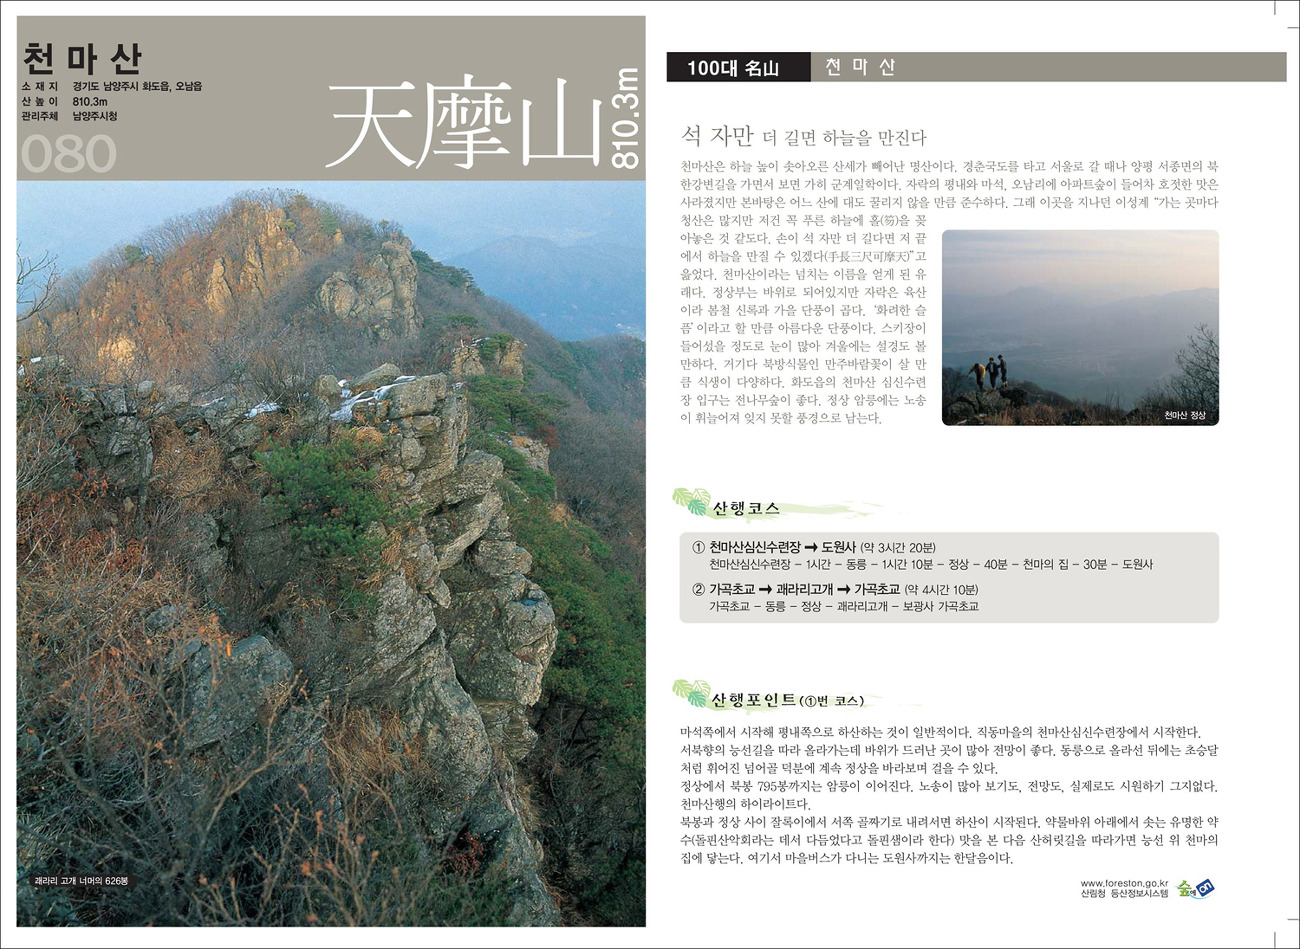 천마산
소 재 지 경기도 남양주시 화도읍, 오남읍
산 높 이 810.3m
관리주체 남양주시청
080
天摩山
810.3m
괘라리 고개 너머의 626봉
100대 名山 천 마 산
석 자만 더 길면 하늘을 만진다
천마산은 하늘 높이 솟아오른 산세가 빼어난 명산이다. 경춘국도를 타고 서울로 갈 때나 양평 서종면의 북
한강변길을 가면서 보면 가히 군계일학이다. 자락의 평내와 마석, 오남리에 아파트숲이 들어차 호젓한 맛은
사라졌지만 본바탕은 어느 산에 대도 꿀리지 않을 만큼 준수하다. 그래 이곳을 지나던 이성계 “가는 곳마다
청산은 많지만 저건 꼭 푸른 하늘에 홀(笏)을 꽂
아놓은 것 같도다. 손이 석 자만 더 길다면 저 끝
에서 하늘을 만질 수 있겠다(手長三尺可摩天)”고
읊었다. 천마산이라는 넘치는 이름을 얻게 된 유
래다. 정상부는 바위로 되어있지만 자락은 육산
이라 봄철 신록과 가을 단풍이 곱다. ‘화려한 슬
픔’ 이라고 할 만큼 아름다운 단풍이다. 스키장이
들어섰을 정도로 눈이 많아 겨울에는 설경도 볼
만하다. 거기다 북방식물인 만주바람꽃이 살 만
큼 식생이 다양하다. 화도읍의 천마산 심신수련
장 입구는 전나무숲이 좋다. 정상 암릉에는 노송
이 휘늘어져 잊지 못할 풍경으로 남는다.
천마산 정상
산행코스
① 천마산심신수련장 ➞ 도원사 (약 3시간 20분)
천마산심신수련장 – 1시간 – 동릉 – 1시간 10분 – 정상 – 40분 – 천마의 집 – 30분 – 도원사
② 가곡초교 ➞ 괘라리고개 ➞ 가곡초교 (약 4시간 10분)
가곡초교 – 동릉 – 정상 – 괘라리고개 – 보광사 가곡초교
산행포인트(①번 코스)
마석쪽에서 시작해 평내쪽으로 하산하는 것이 일반적이다. 직동마을의 천마산심신수련장에서 시작한다.
서북향의 능선길을 따라 올라가는데 바위가 드러난 곳이 많아 전망이 좋다. 동릉으로 올라선 뒤에는 초승달
처럼 휘어진 넘어골 덕분에 계속 정상을 바라보며 걸을 수 있다.
정상에서 북봉 795봉까지는 암릉이 이어진다. 노송이 많아 보기도, 전망도, 실제로도 시원하기 그지없다.
천마산행의 하이라이트다.
북봉과 정상 사이 잘록이에서 서쪽 골짜기로 내려서면 하산이 시작된다. 약물바위 아래에서 솟는 유명한 약
수(돌핀산악회라는 데서 다듬었다고 돌핀샘이라 한다) 맛을 본 다음 산허릿길을 따라가면 능선 위 천마의
집에 닿는다. 여기서 마을버스가 다니는 도원사까지는 한달음이다.
www.foreston.go.kr
산림청 등산정보시스템
숲에 on